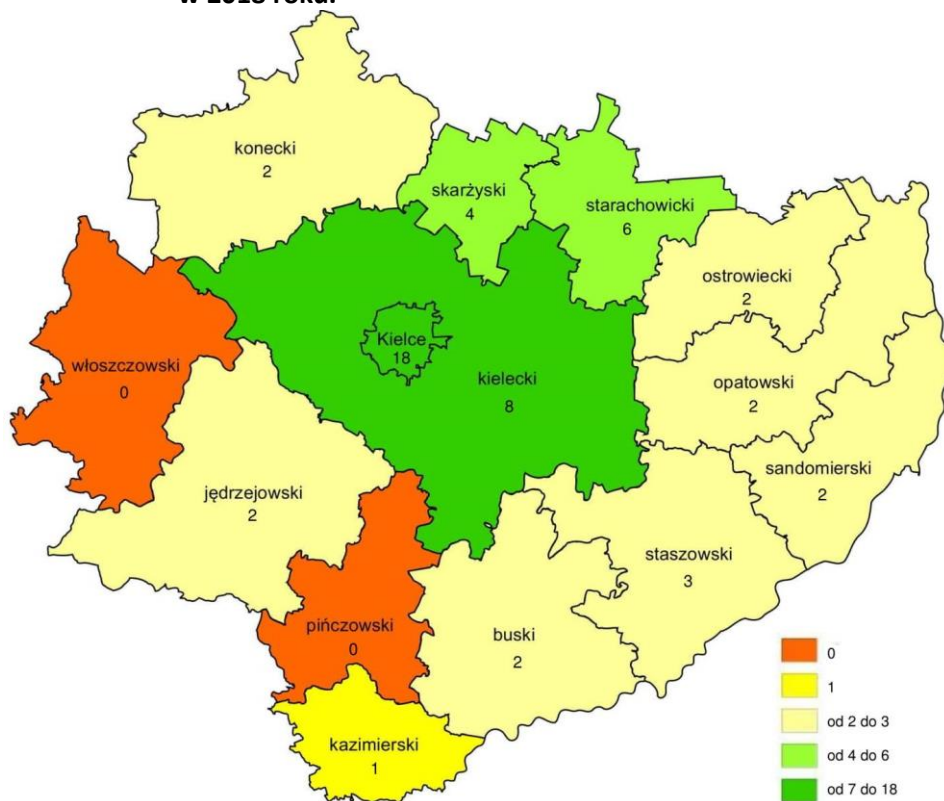 w 2018 roku.
konecki
2
skarżyski
4
starachowicki
6
ostrowiecki
2
Kielce
18
włoszczowski
0
kielecki
8
opatowski
2
sandomierski
2
jędrzejowski
2
staszowski
3
pińczowski
0
buski
2
kazimierski
1
0
1
od 2 do 3
od 4 do 6
od 7 do 18